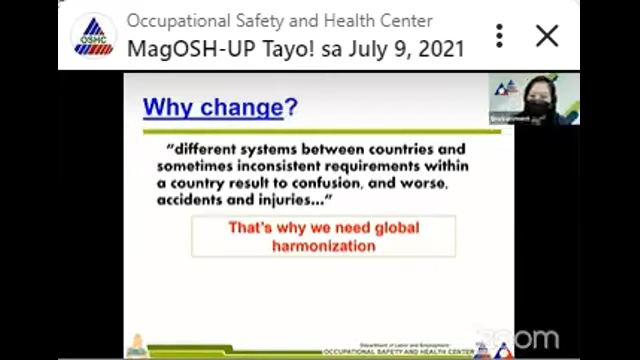 Occupational Safety and Health Center
MagOSH-UP Tayo! sa July 9, 2021
OSHC
Why change?
"different systems between countries and
sometimes inconsistent requirements within
a country result to confusion, and worse,
accidents and injuries..."
That's why we need global
harmonization
Department of Labor and Employment
OCCUPATIONAL SAFETY AND HEALTH CENTER
zoom